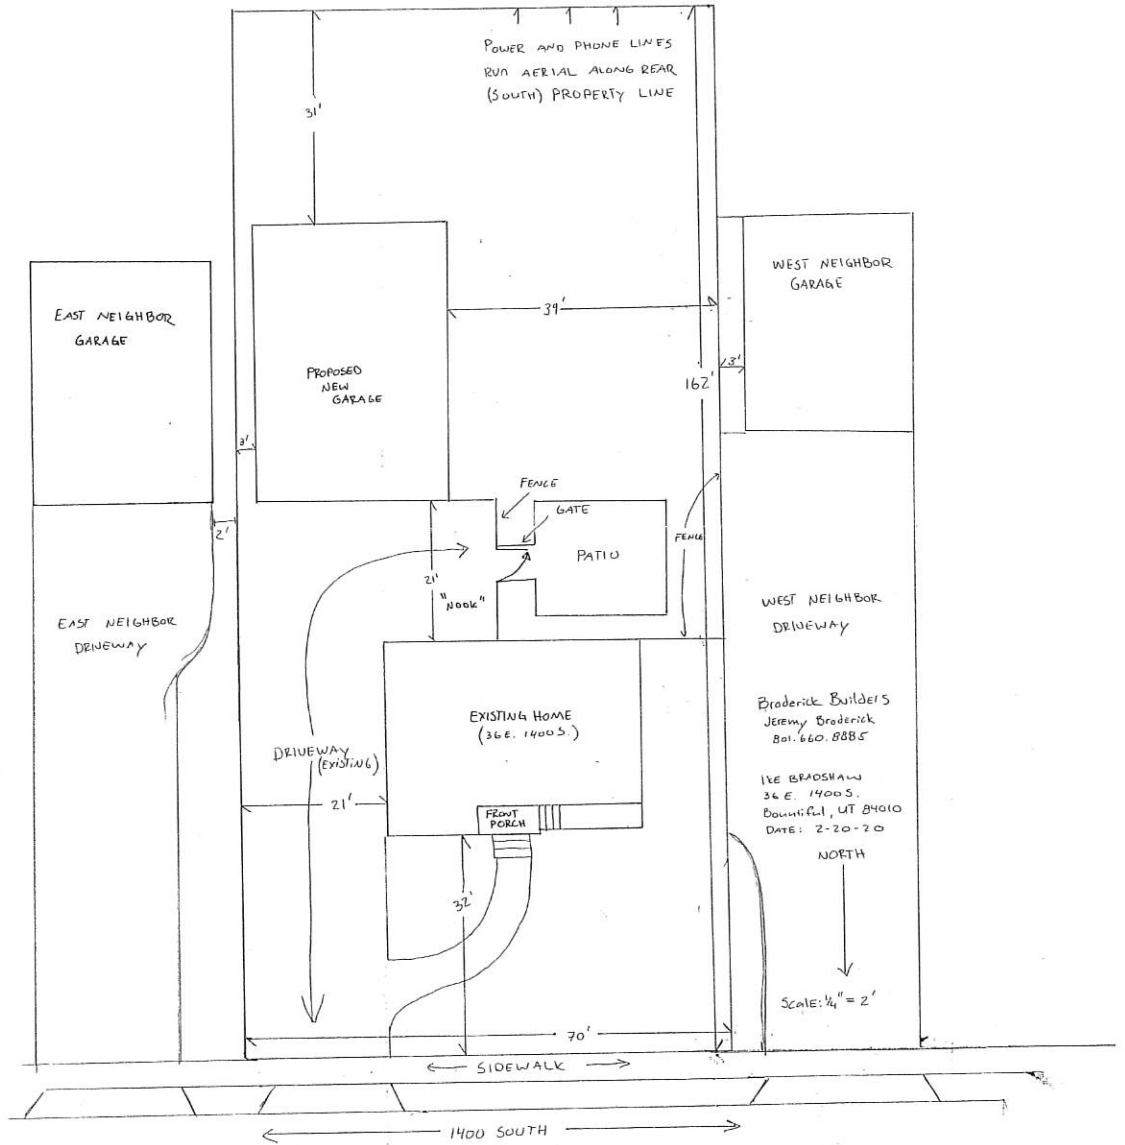 POWER AND PHONE LINES
RUN AERIAL ALONG REAR
(SOUTH) PROPERTY LINE
31'
WEST NEIGHBOR
GARAGE
EAST NEIGHBOR
GARAGE
39'
PROPOSED
NEW
GARAGE
162'
13'
2'
FENCE
GATE
2'
FENCE
PATIO
21'
"NOOK"
WEST NEIGHBOR
DRIVEWAY
EAST NEIGHBOR
DRIVEWAY
Broderick Builders
Jeremy Broderick
801.660.8885
EXISTING HOME
(36 E. 1400 S.)
DRIVEWAY
(EXISTING)
IKE BRADSHAW
36 E. 1400 S.
Bountiful, UT 84010
DATE: 2-20-20
21'
FRONT
PORCH
NORTH
32'
Scale: 1/4" = 2'
70'
SIDEWALK
1400 SOUTH